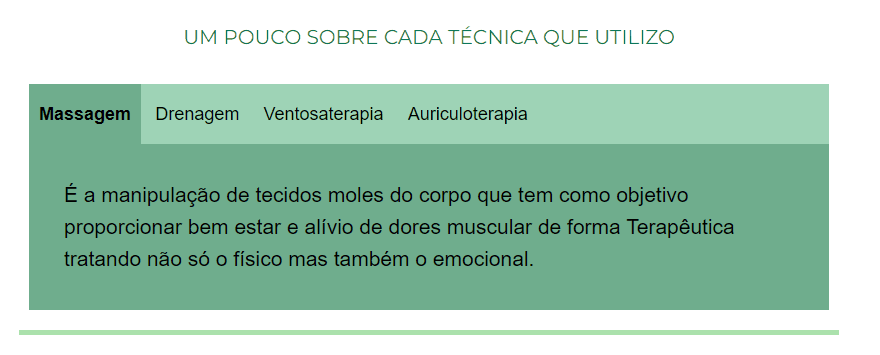 UM POUCO SOBRE CADA TÉCNICA QUE UTILIZO
Massagem Drenagem Ventosaterapia Auriculoterapia
É a manipulação de tecidos moles do corpo que tem como objetivo
proporcionar bem estar e alívio de dores muscular de forma Terapêutica
tratando não só o físico mas também o emocional.